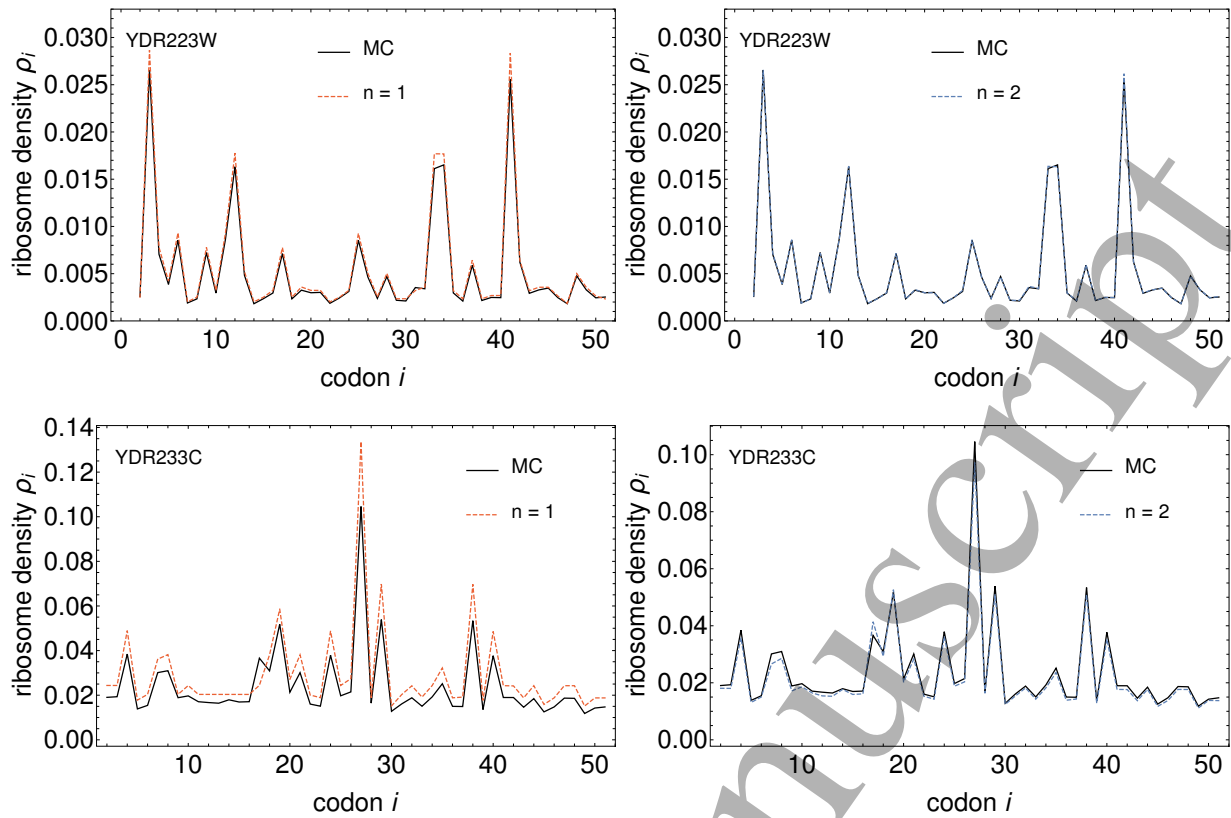 ribosome density ρi
0.030
0.025
0.020
0.015
0.010
0.005
0.000
YDR223W
MC
n = 1
0 10 20 30 40 50
codon i
ribosome density ρi
0.030
0.025
0.020
0.015
0.010
0.005
0.000
YDR223W
MC
n = 2
0 10 20 30 40 50
codon i
ribosome density ρi
0.14
0.12
0.10
0.08
0.06
0.04
0.02
0.00
YDR233C
MC
n = 1
10 20 30 40 50
codon i
ribosome density ρi
0.10
0.08
0.06
0.04
0.02
0.00
YDR233C
MC
n = 2
10 20 30 40 50
codon i
nuscript